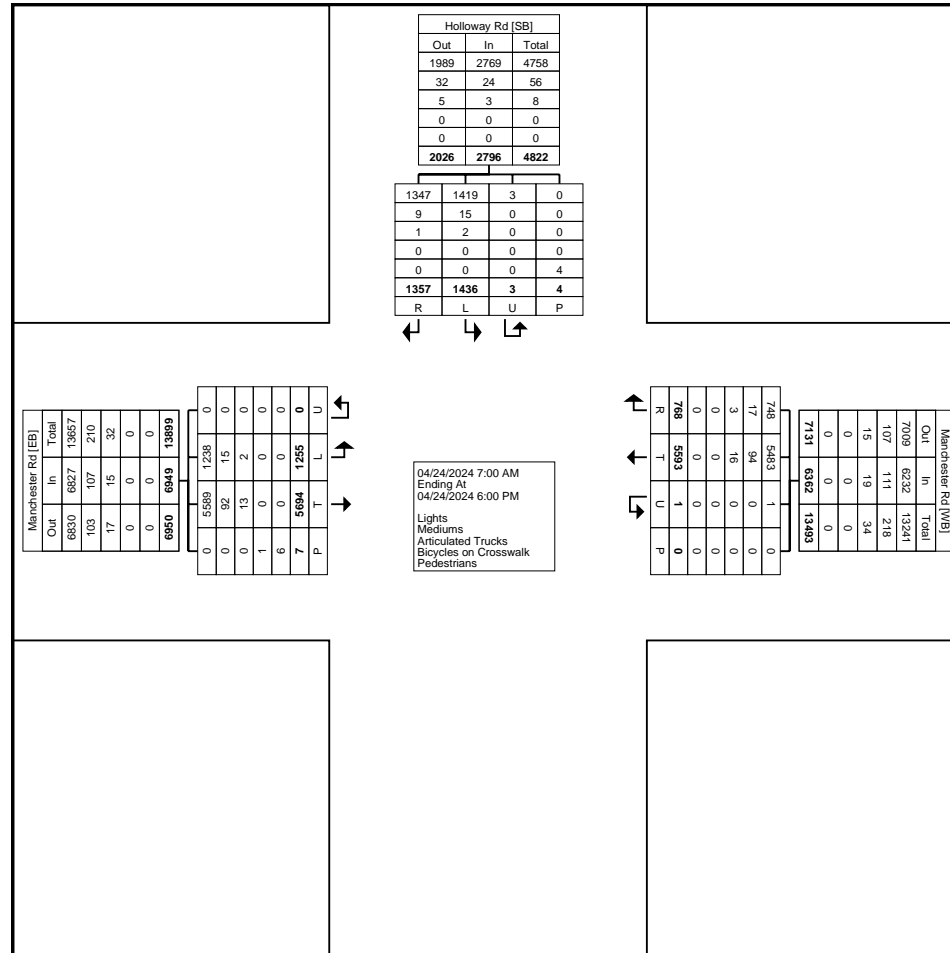 Holloway Rd [SB]
Out In Total
1989 2769 4758
32 24 56
5 3 8
0 0 0
0 0 0
2026 2796 4822
1347 1419 3 0
9 15 0 0
1 2 0 0
0 0 0 0
0 0 0 4
1357 1436 3 4
R L U P
Manchester Rd [EB]
Total In Out
13657 6827 6830
210 107 103
32 15 17
0 0 0
0 0 0
13899 6949 6950
0 1238 5589 0
0 15 92 0
0 2 13 0
0 0 0 1
0 0 0 6
0 1255 5694 7
U L T P
04/24/2024 7:00 AM
Ending At
04/24/2024 6:00 PM
Lights
Mediums
Articulated Trucks
Bicycles on Crosswalk
Pedestrians
748 5483 1 0
17 94 0 0
3 16 0 0
0 0 0 0
0 0 0 0
768 5593 1 0
R T U P
Manchester Rd [WB]
Out In Total
7009 6232 13241
107 111 218
15 19 34
0 0 0
0 0 0
7131 6362 13493